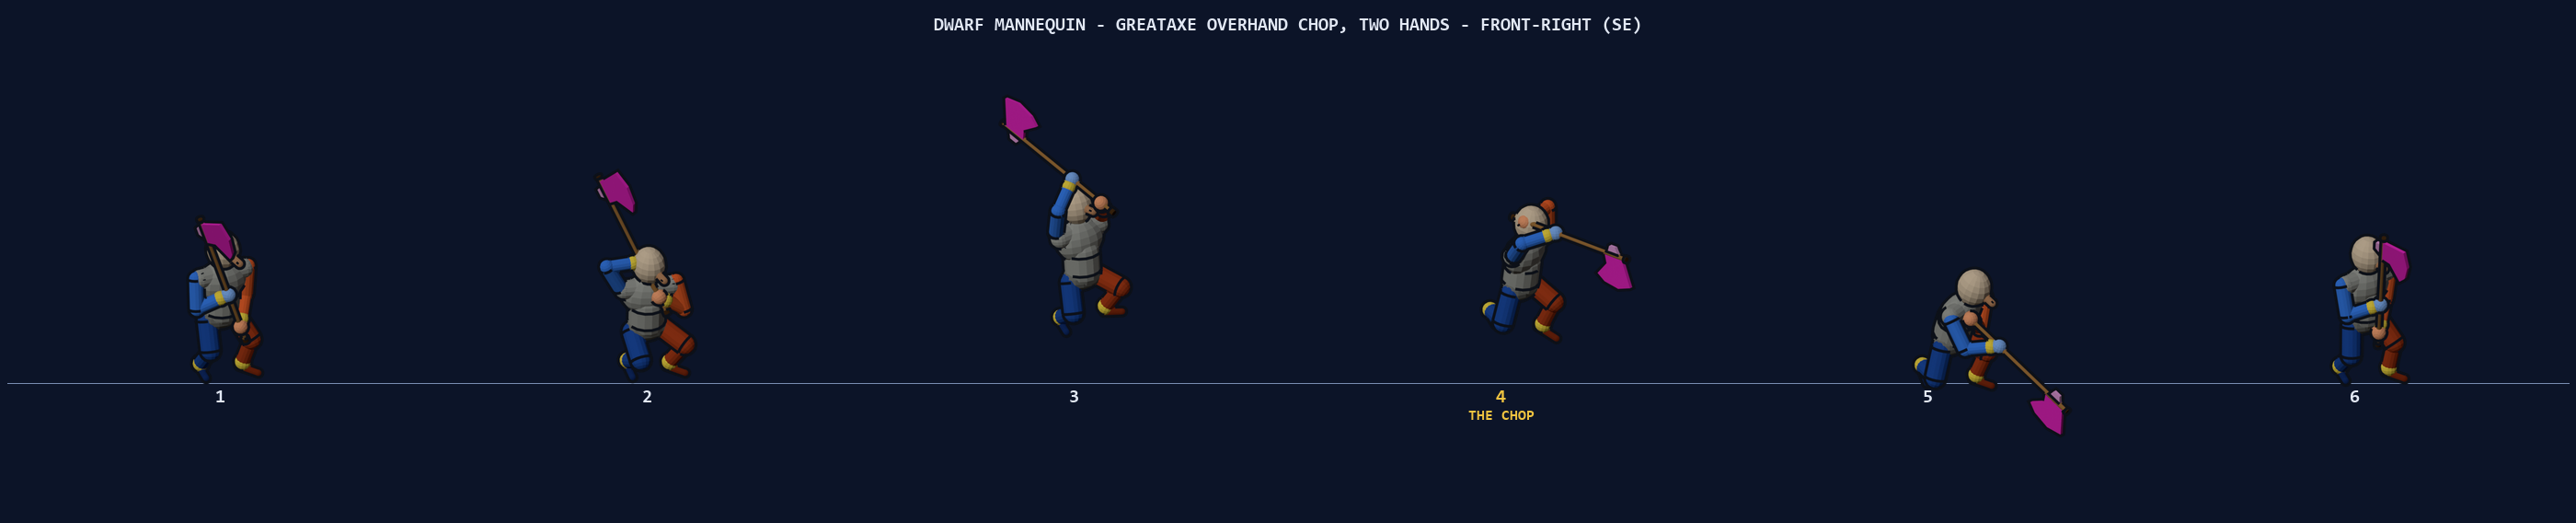 DWARF MANNEQUIN - GREATAXE OVERHAND CHOP, TWO HANDS - FRONT-RIGHT (SE)
1 2 3 4 5 6
THE CHOP